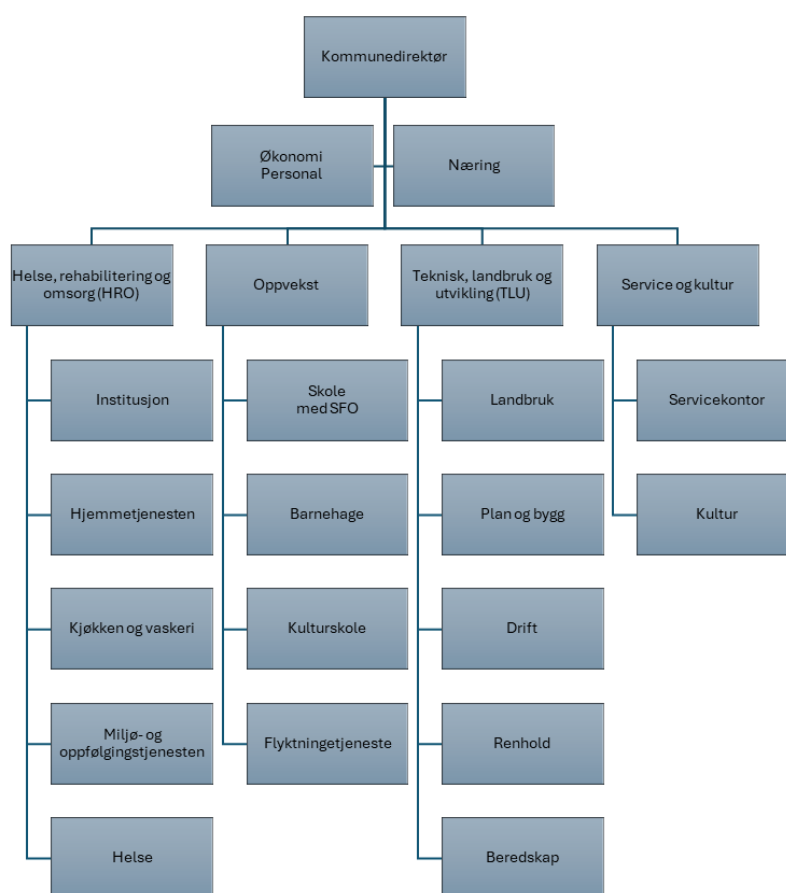 Kommunedirektør
Økonomi
Personal
Næring
Helse, rehabilitering og
omsorg (HRO)
Oppvekst
Teknisk, landbruk og
utvikling (TLU)
Service og kultur
Institusjon
Skole
med SFO
Landbruk
Servicekontor
Hjemmetjenesten
Barnehage
Plan og bygg
Kultur
Kjøkken og vaskeri
Kulturskole
Drift
Miljø- og
oppfølgingstjenesten
Flyktningetjeneste
Renhold
Helse
Beredskap